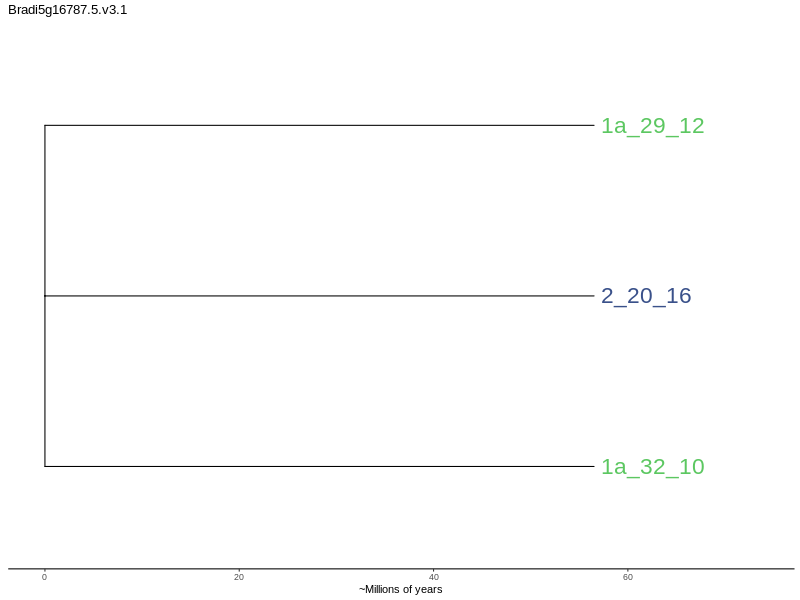 Bradi5g16787.5.v3.1
1a_29_12
2_20_16
1a_32_10
0 20 40 60
~Millions of years